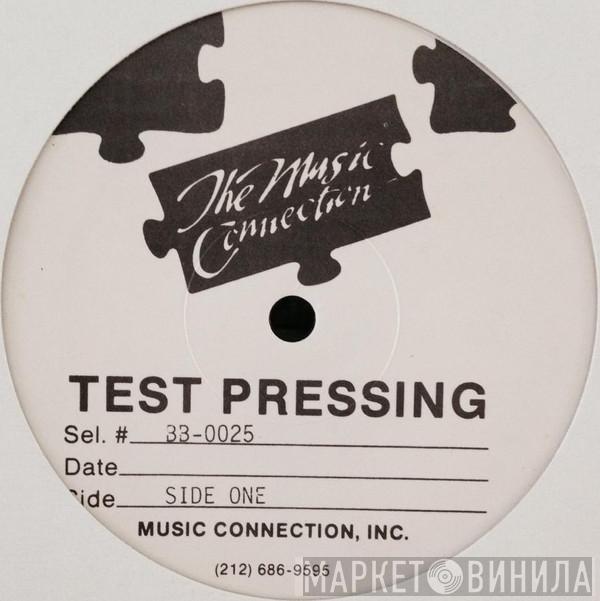 The Music
Connection
TEST PRESSING
Sel. # 33-0025
Date
Side SIDE ONE
MUSIC CONNECTION, INC.
(212) 686-9595
МАРКЕТ ВИНИЛА